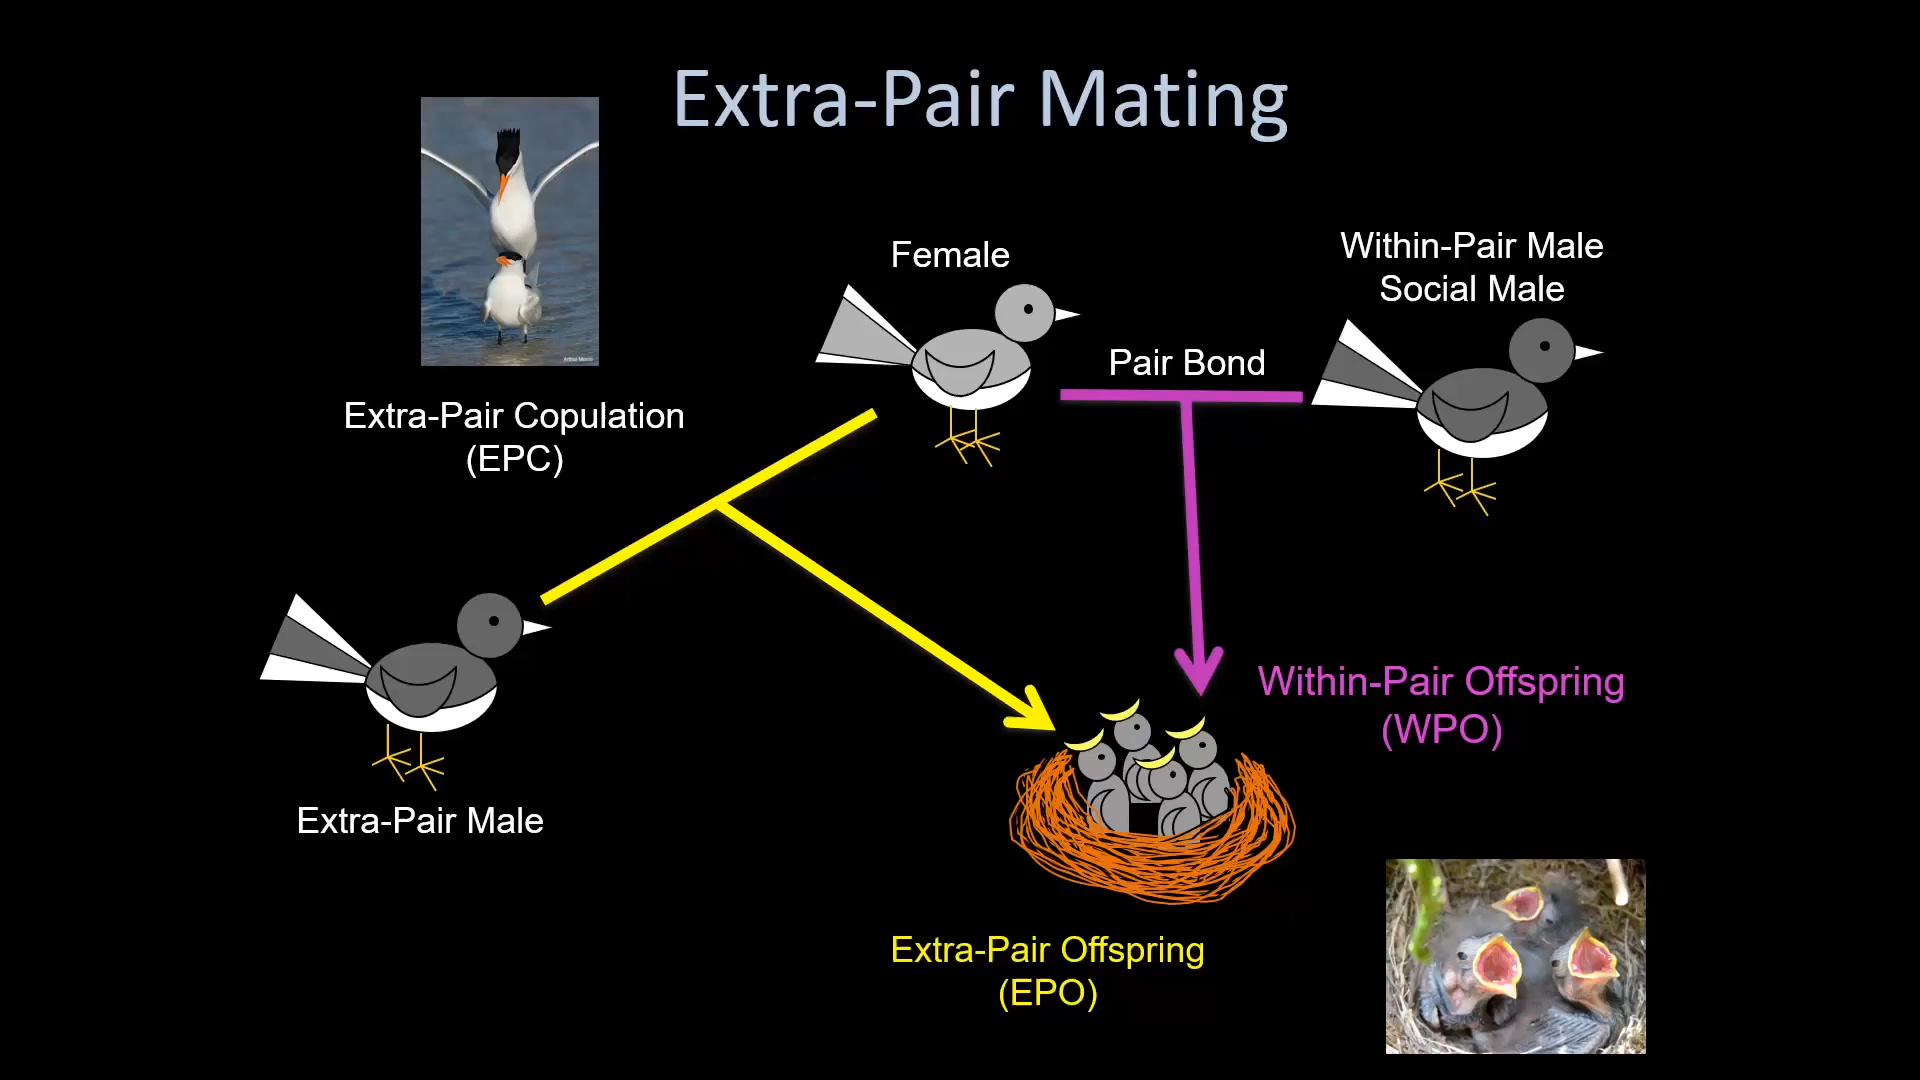 Extra-Pair Mating
Female
Within-Pair Male
Social Male
Pair Bond
Extra-Pair Copulation
(EPC)
Extra-Pair Male
Within-Pair Offspring
(WPO)
Extra-Pair Offspring
(EPO)